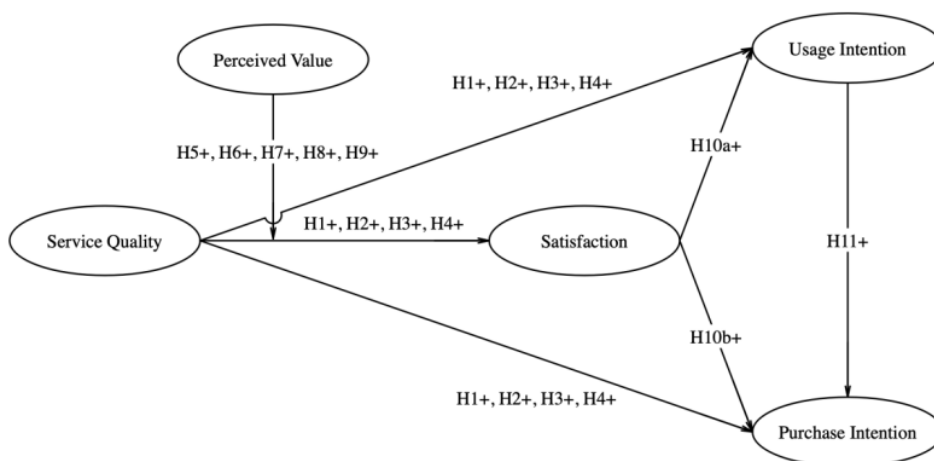 Usage Intention
Perceived Value
H1+, H2+, H3+, H4+
H10a+
H5+, H6+, H7+, H8+, H9+
H1+, H2+, H3+, H4+
Service Quality
Satisfaction
H11+
H10b+
H1+, H2+, H3+, H4+
Purchase Intention